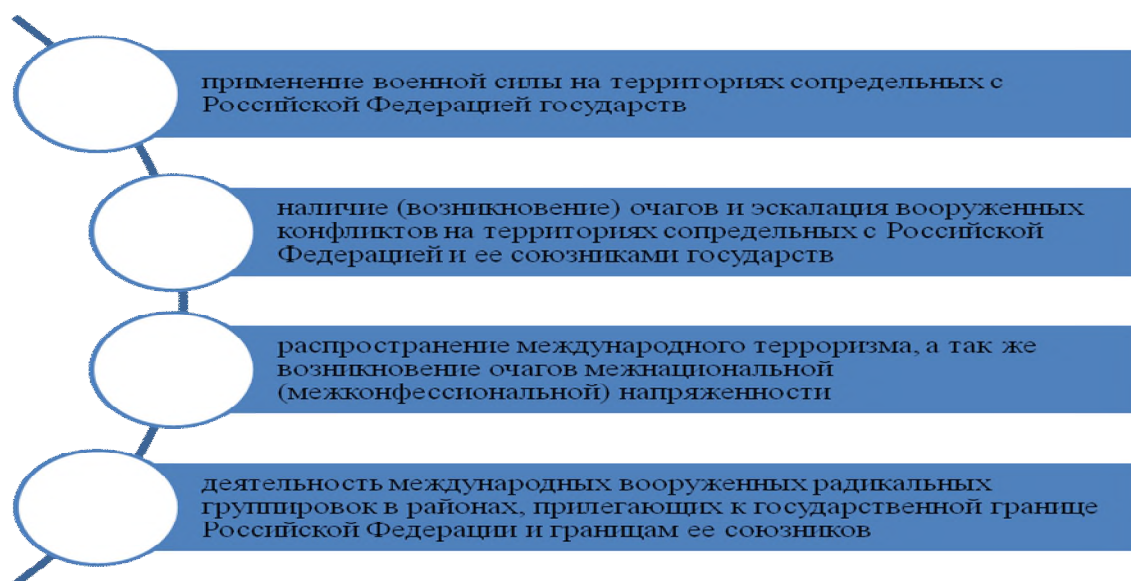 применение военной силы на территориях сопредельных с
Российской Федерацией государств
наличие (возникновение) очагов и эскалация вооруженных
конфликтов на территориях сопредельных с Российской
Федерацией и ее союзниками государств
распространение международного терроризма, а так же
возникновение очагов межнациональной
(межконфессиональной) напряженности
деятельность международных вооруженных радикальных
группировок в районах, прилегающих к государственной границе
Российской Федерации и границам ее союзников